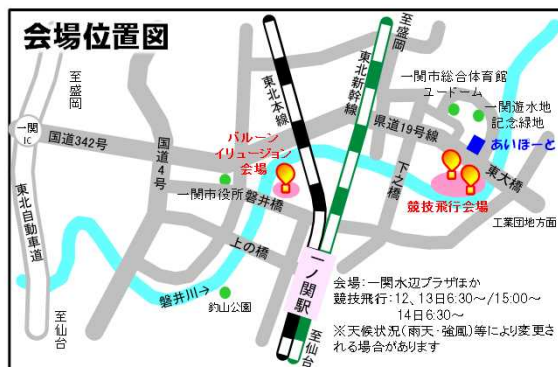 会場位置図
至盛岡
至盛岡
東北本線
東北新幹線
一関市総合体育館
ユードーム
一関遊水地
記念緑地
一関
IC
国道342号
国道4号
バルーン
イリュージョン
会場
県道19号線
あいぽーと
一関市役所
磐井橋
下之橋
東大橋
競技飛行会場
工業団地方面
東北自動車道
上の橋
一ノ関駅
磐井川→
釣山公園
至仙台
至仙台
会場:一関水辺プラザほか
競技飛行:12、13日6:30～/15:00～
14日6:30～
※天候状況(雨天・強風)等により変更さ
れる場合があります